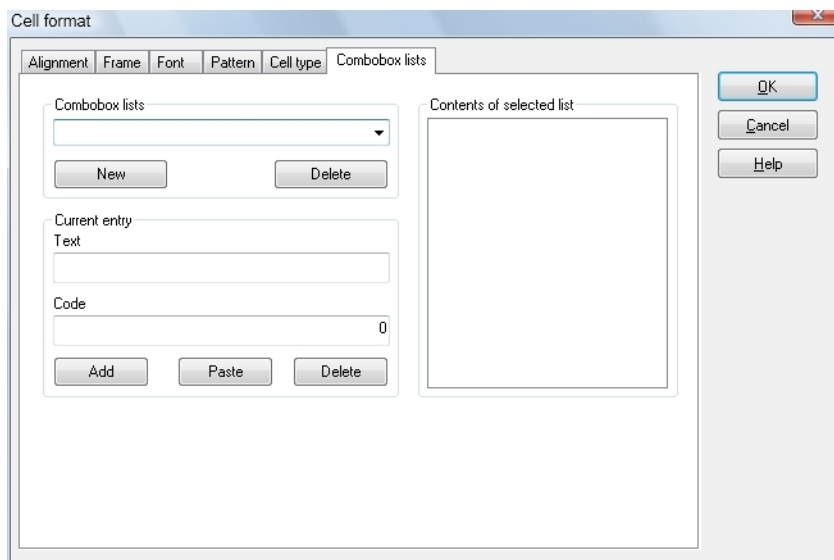 Cell format
Alignment Frame Font Pattern Cell type Combobox lists
Combobox lists
New Delete
Current entry
Text
Code
0
Add Paste Delete
Contents of selected list
OK
Cancel
Help